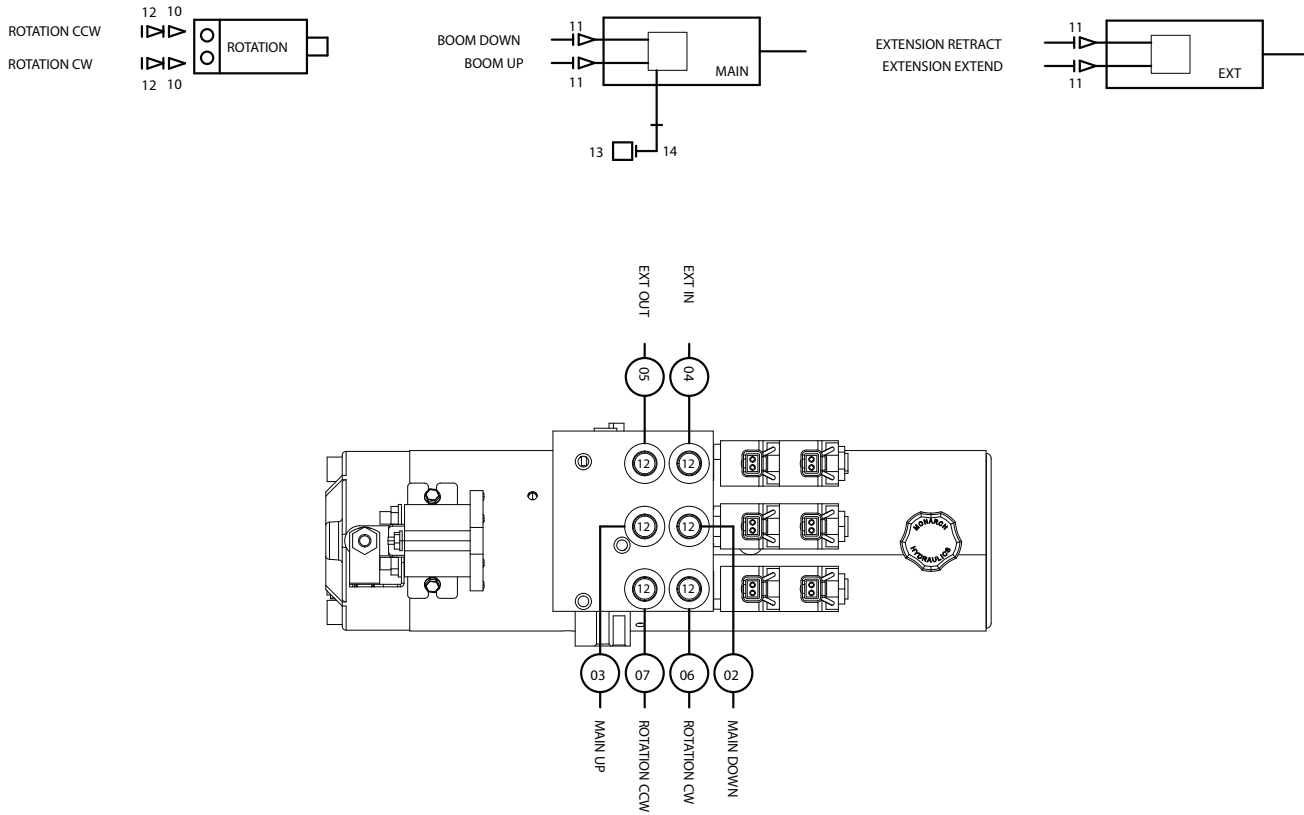 12 10
ROTATION CCW
ROTATION
ROTATION CW
12 10
11
BOOM DOWN
BOOM UP
MAIN
11
13
14
11
EXTENSION RETRACT
EXTENSION EXTEND
EXT
11
EXT OUT
EXT IN
05
04
12
12
12
12
12
12
MONARCH
HYDRAULICS
03
07
06
02
MAIN UP
ROTATION CCW
ROTATION CW
MAIN DOWN